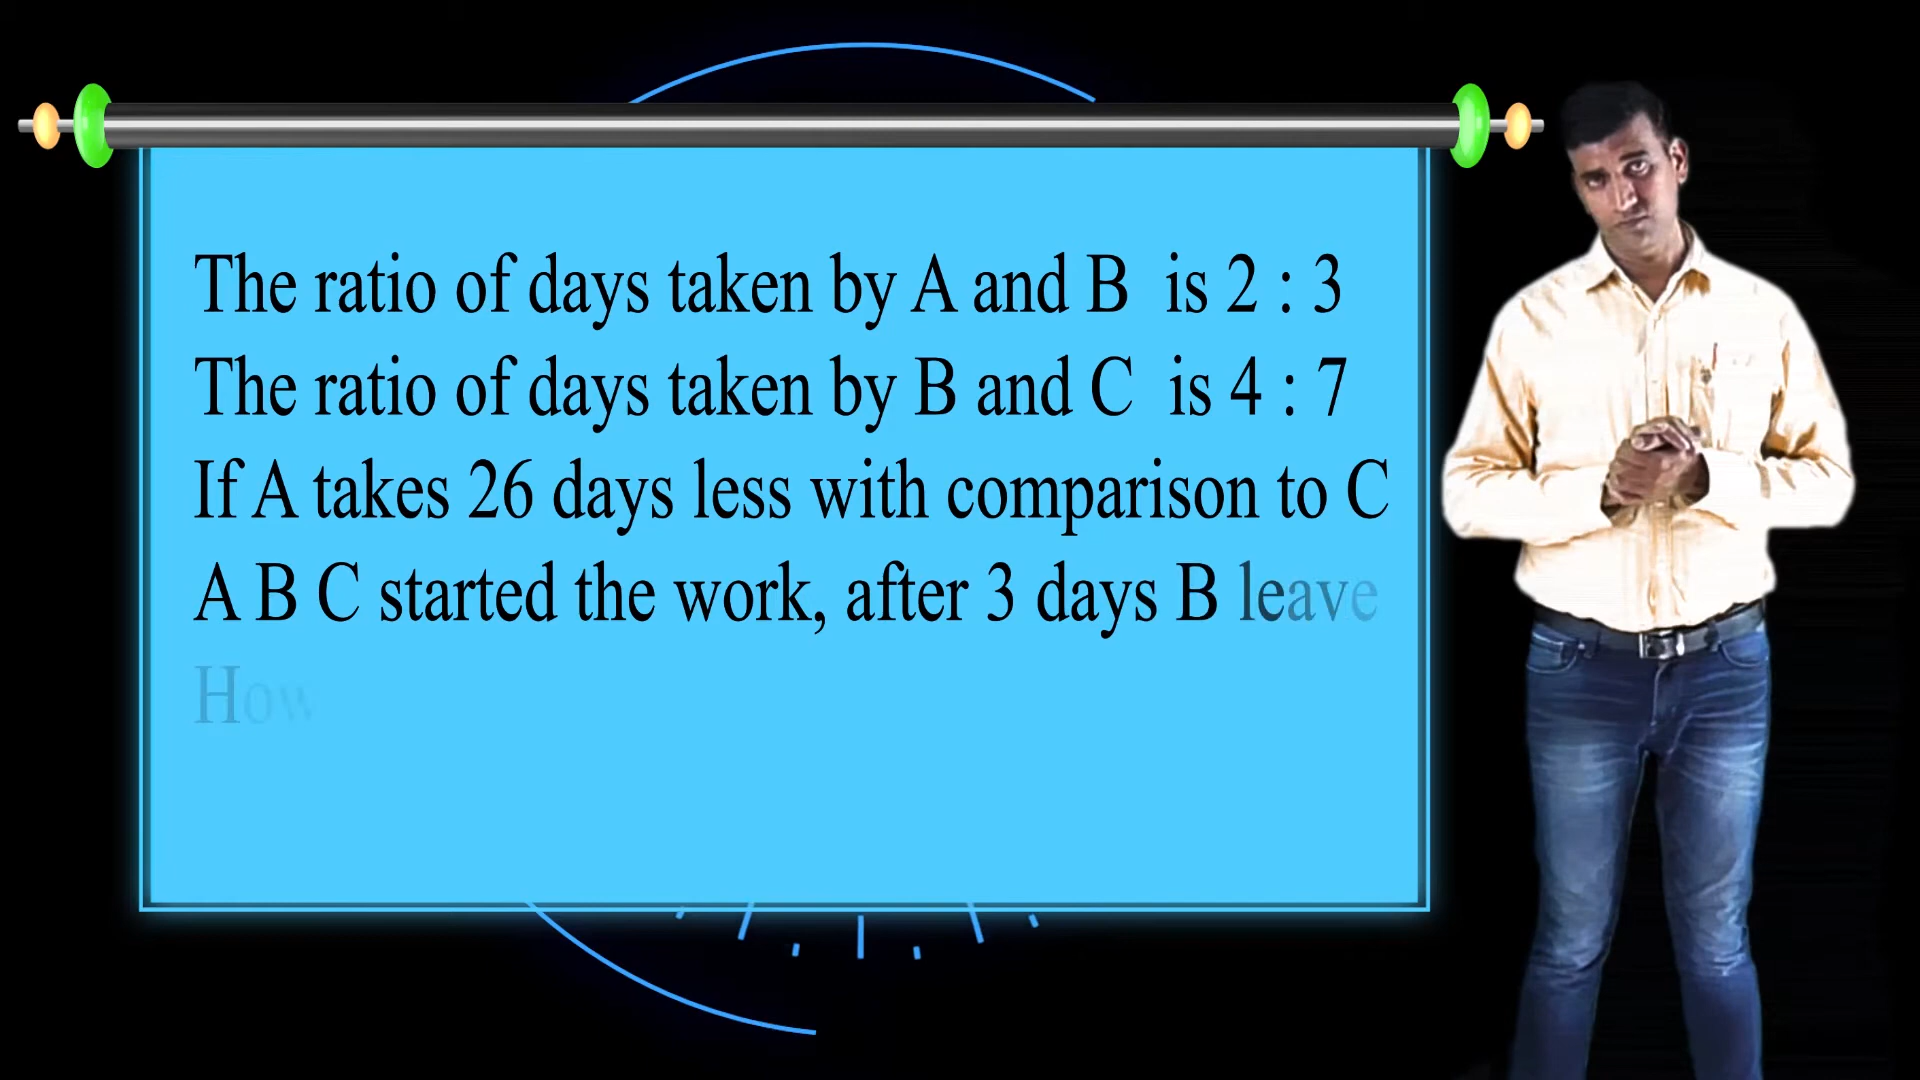 The ratio of days taken by A and B is 2 : 3
The ratio of days taken by B and C is 4 : 7
If A takes 26 days less with comparison to C
A B C started the work, after 3 days B leave
How